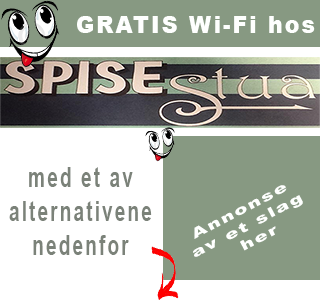 GRATIS Wi-Fi hos
SPISEStua
med et av
alternativene
nedenfor
Annonse
av et slag
her